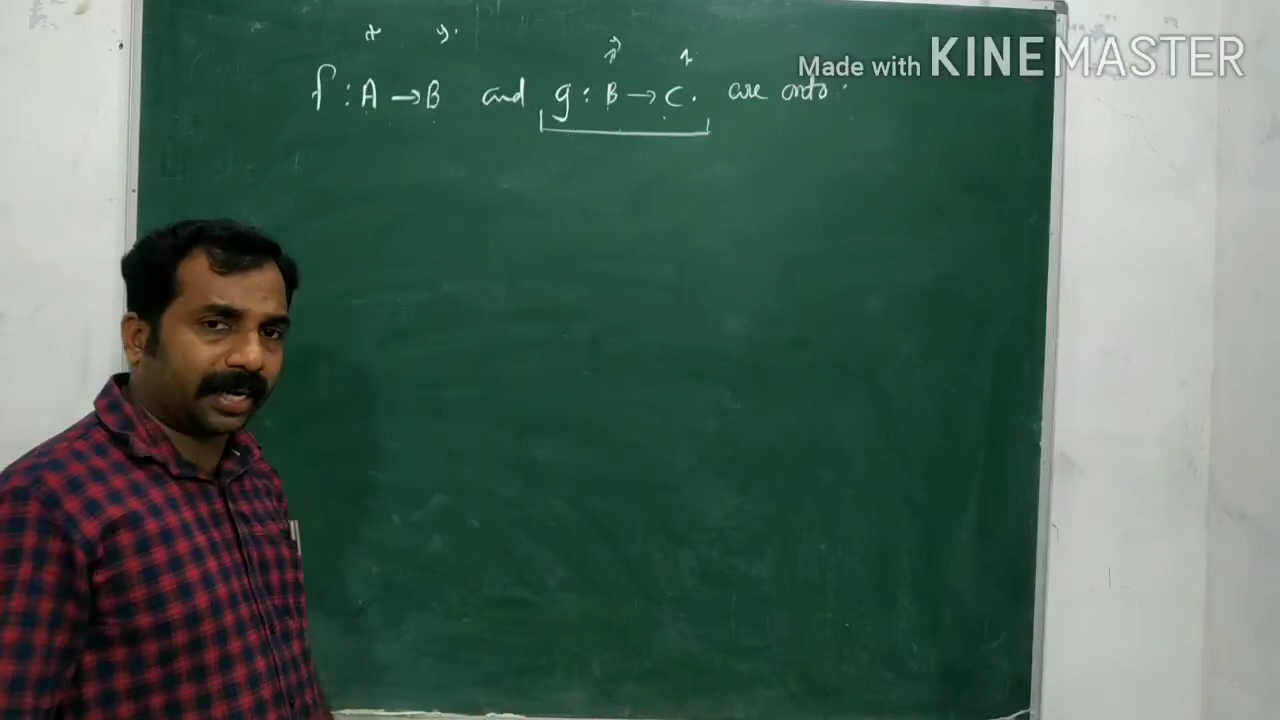 Made with KINEMASTER
f : A → B and g : B → C. are onto.